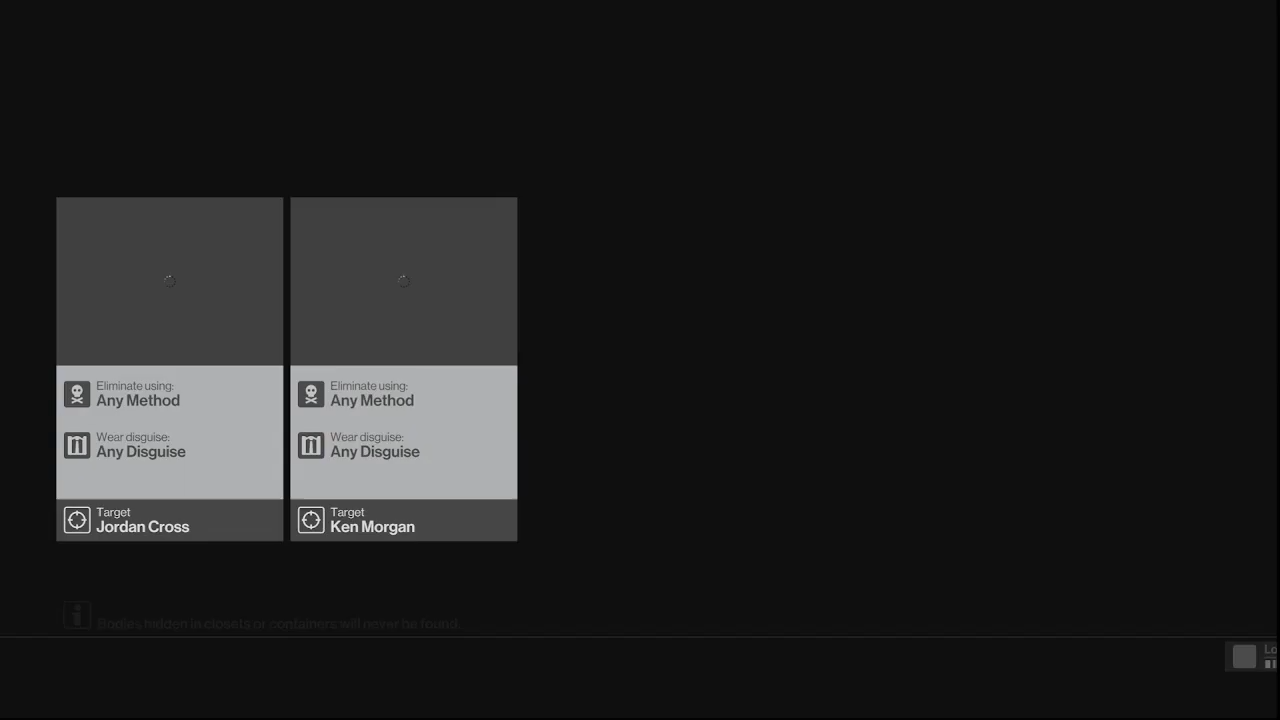 Eliminate using:
Any Method
Wear disguise:
Any Disguise
Target
Jordan Cross
Eliminate using:
Any Method
Wear disguise:
Any Disguise
Target
Ken Morgan
Bodies hidden in closets or containers will never be found.
Lo